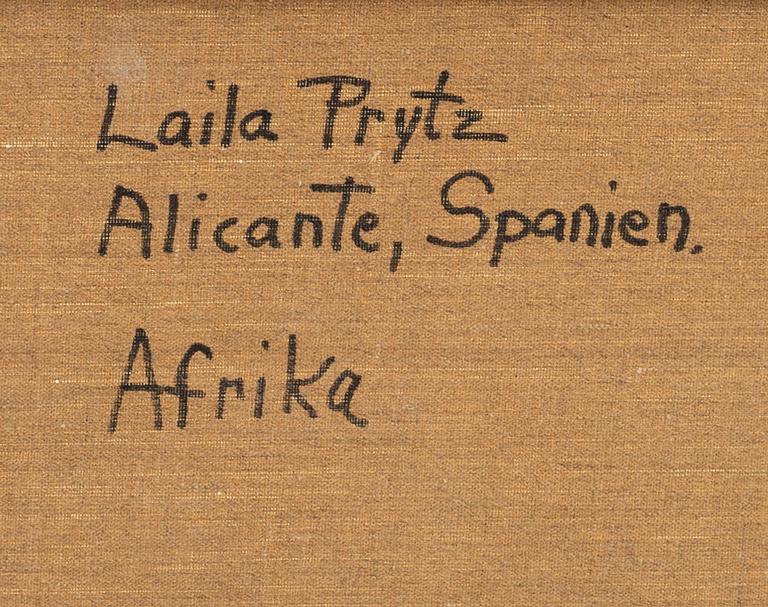 Laila Prytz
Alicante, Spanien.
Afrika